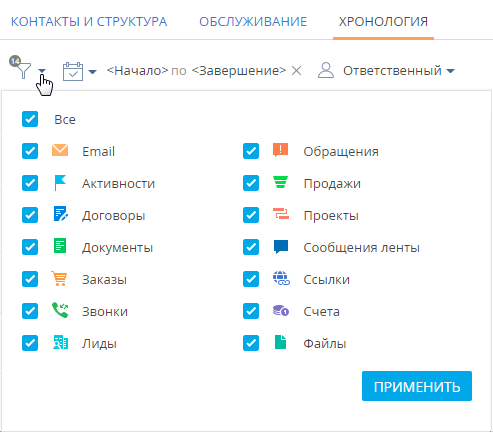 КОНТАКТЫ И СТРУКТУРА ОБСЛУЖИВАНИЕ ХРОНОЛОГИЯ
14 <Начало> по <Завершение> Ответственный
Все
Email Обращения
Активности Продажи
Договоры Проекты
Документы Сообщения ленты
Заказы Ссылки
Звонки Счета
Лиды Файлы
ПРИМЕНИТЬ